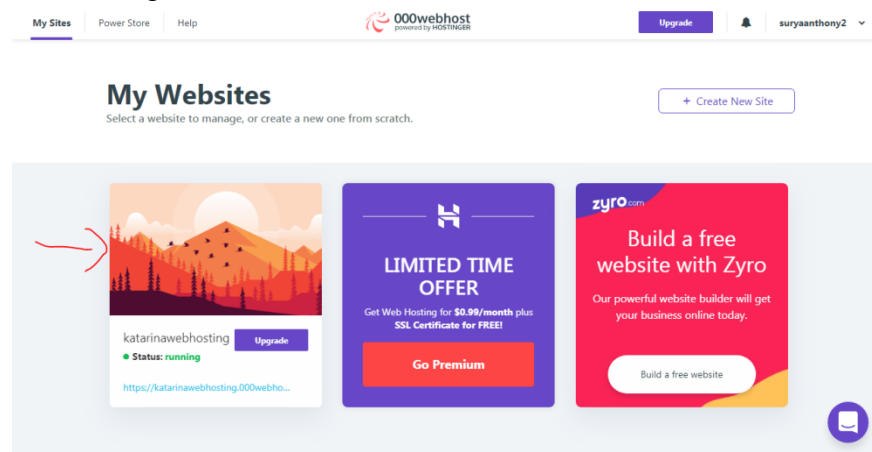 My Sites Power Store Help 000webhost Upgrade suryaanthony2
powered by HOSTINGER
My Websites
Select a website to manage, or create a new one from scratch.
+ Create New Site
katarinawebhosting Upgrade
Status: running
https://katarinawebhosting.000webho...
LIMITED TIME
OFFER
Get Web Hosting for $0.99/month plus
SSL Certificate for FREE!
Go Premium
zyro.com
Build a free
website with Zyro
Our powerful website builder will get
your business online today.
Build a free website